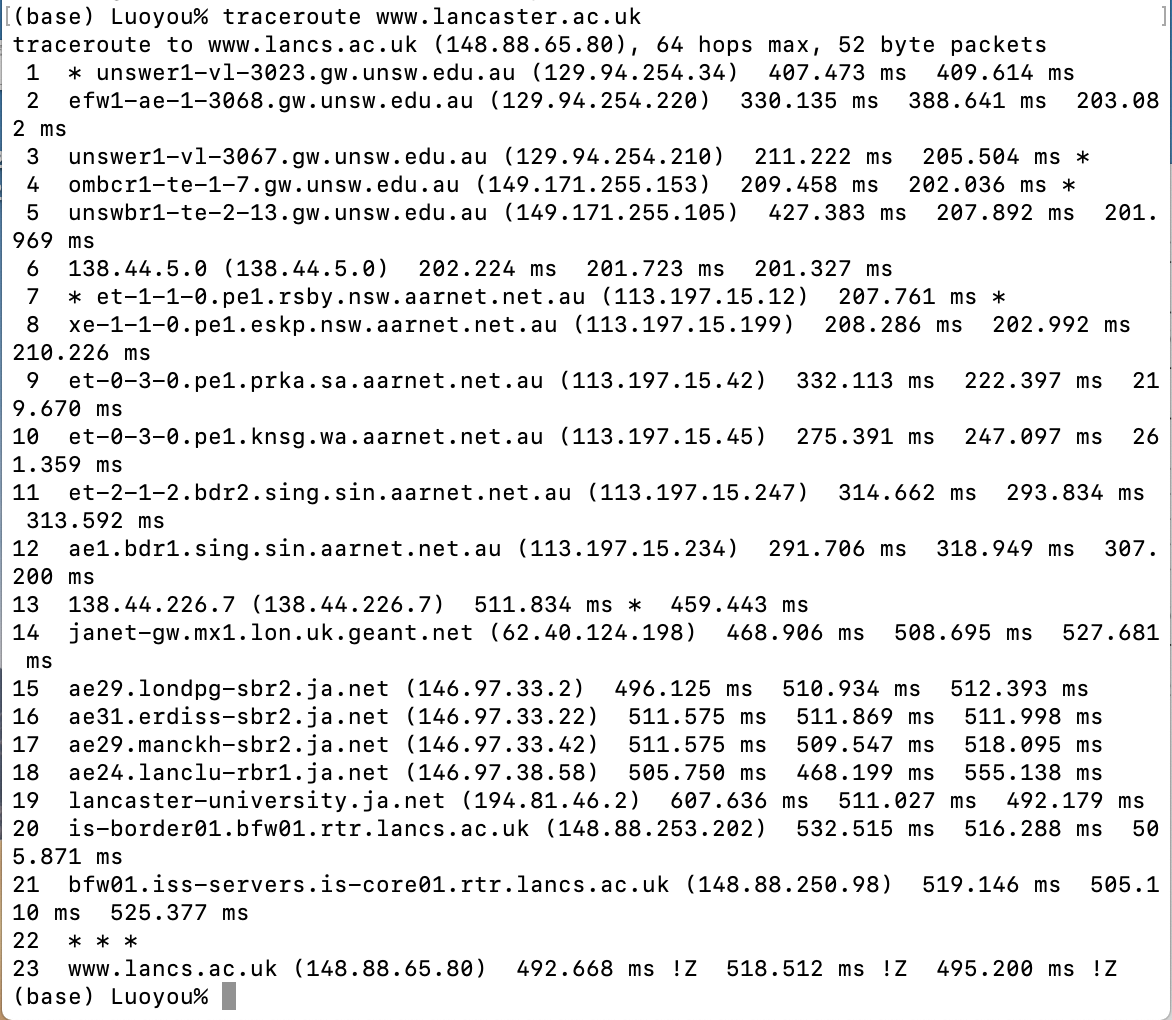 [(base) Luoyou% traceroute www.lancaster.ac.uk ]
traceroute to www.lancs.ac.uk (148.88.65.80), 64 hops max, 52 byte packets
 1  * unswer1-vl-3023.gw.unsw.edu.au (129.94.254.34)  407.473 ms  409.614 ms
 2  efw1-ae-1-3068.gw.unsw.edu.au (129.94.254.220)  330.135 ms  388.641 ms  203.08
2 ms
 3  unswer1-vl-3067.gw.unsw.edu.au (129.94.254.210)  211.222 ms  205.504 ms *
 4  ombcr1-te-1-7.gw.unsw.edu.au (149.171.255.153)  209.458 ms  202.036 ms *
 5  unswbr1-te-2-13.gw.unsw.edu.au (149.171.255.105)  427.383 ms  207.892 ms  201.
969 ms
 6  138.44.5.0 (138.44.5.0)  202.224 ms  201.723 ms  201.327 ms
 7  * et-1-1-0.pe1.rsby.nsw.aarnet.net.au (113.197.15.12)  207.761 ms *
 8  xe-1-1-0.pe1.eskp.nsw.aarnet.net.au (113.197.15.199)  208.286 ms  202.992 ms
210.226 ms
 9  et-0-3-0.pe1.prka.sa.aarnet.net.au (113.197.15.42)  332.113 ms  222.397 ms  21
9.670 ms
10  et-0-3-0.pe1.knsg.wa.aarnet.net.au (113.197.15.45)  275.391 ms  247.097 ms  26
1.359 ms
11  et-2-1-2.bdr2.sing.sin.aarnet.net.au (113.197.15.247)  314.662 ms  293.834 ms
 313.592 ms
12  ae1.bdr1.sing.sin.aarnet.net.au (113.197.15.234)  291.706 ms  318.949 ms  307.
200 ms
13  138.44.226.7 (138.44.226.7)  511.834 ms *  459.443 ms
14  janet-gw.mx1.lon.uk.geant.net (62.40.124.198)  468.906 ms  508.695 ms  527.681
 ms
15  ae29.londpg-sbr2.ja.net (146.97.33.2)  496.125 ms  510.934 ms  512.393 ms
16  ae31.erdiss-sbr2.ja.net (146.97.33.22)  511.575 ms  511.869 ms  511.998 ms
17  ae29.manckh-sbr2.ja.net (146.97.33.42)  511.575 ms  509.547 ms  518.095 ms
18  ae24.lanclu-rbr1.ja.net (146.97.38.58)  505.750 ms  468.199 ms  555.138 ms
19  lancaster-university.ja.net (194.81.46.2)  607.636 ms  511.027 ms  492.179 ms
20  is-border01.bfw01.rtr.lancs.ac.uk (148.88.253.202)  532.515 ms  516.288 ms  50
5.871 ms
21  bfw01.iss-servers.is-core01.rtr.lancs.ac.uk (148.88.250.98)  519.146 ms  505.1
10 ms  525.377 ms
22  * * *
23  www.lancs.ac.uk (148.88.65.80)  492.668 ms !Z  518.512 ms !Z  495.200 ms !Z
(base) Luoyou%